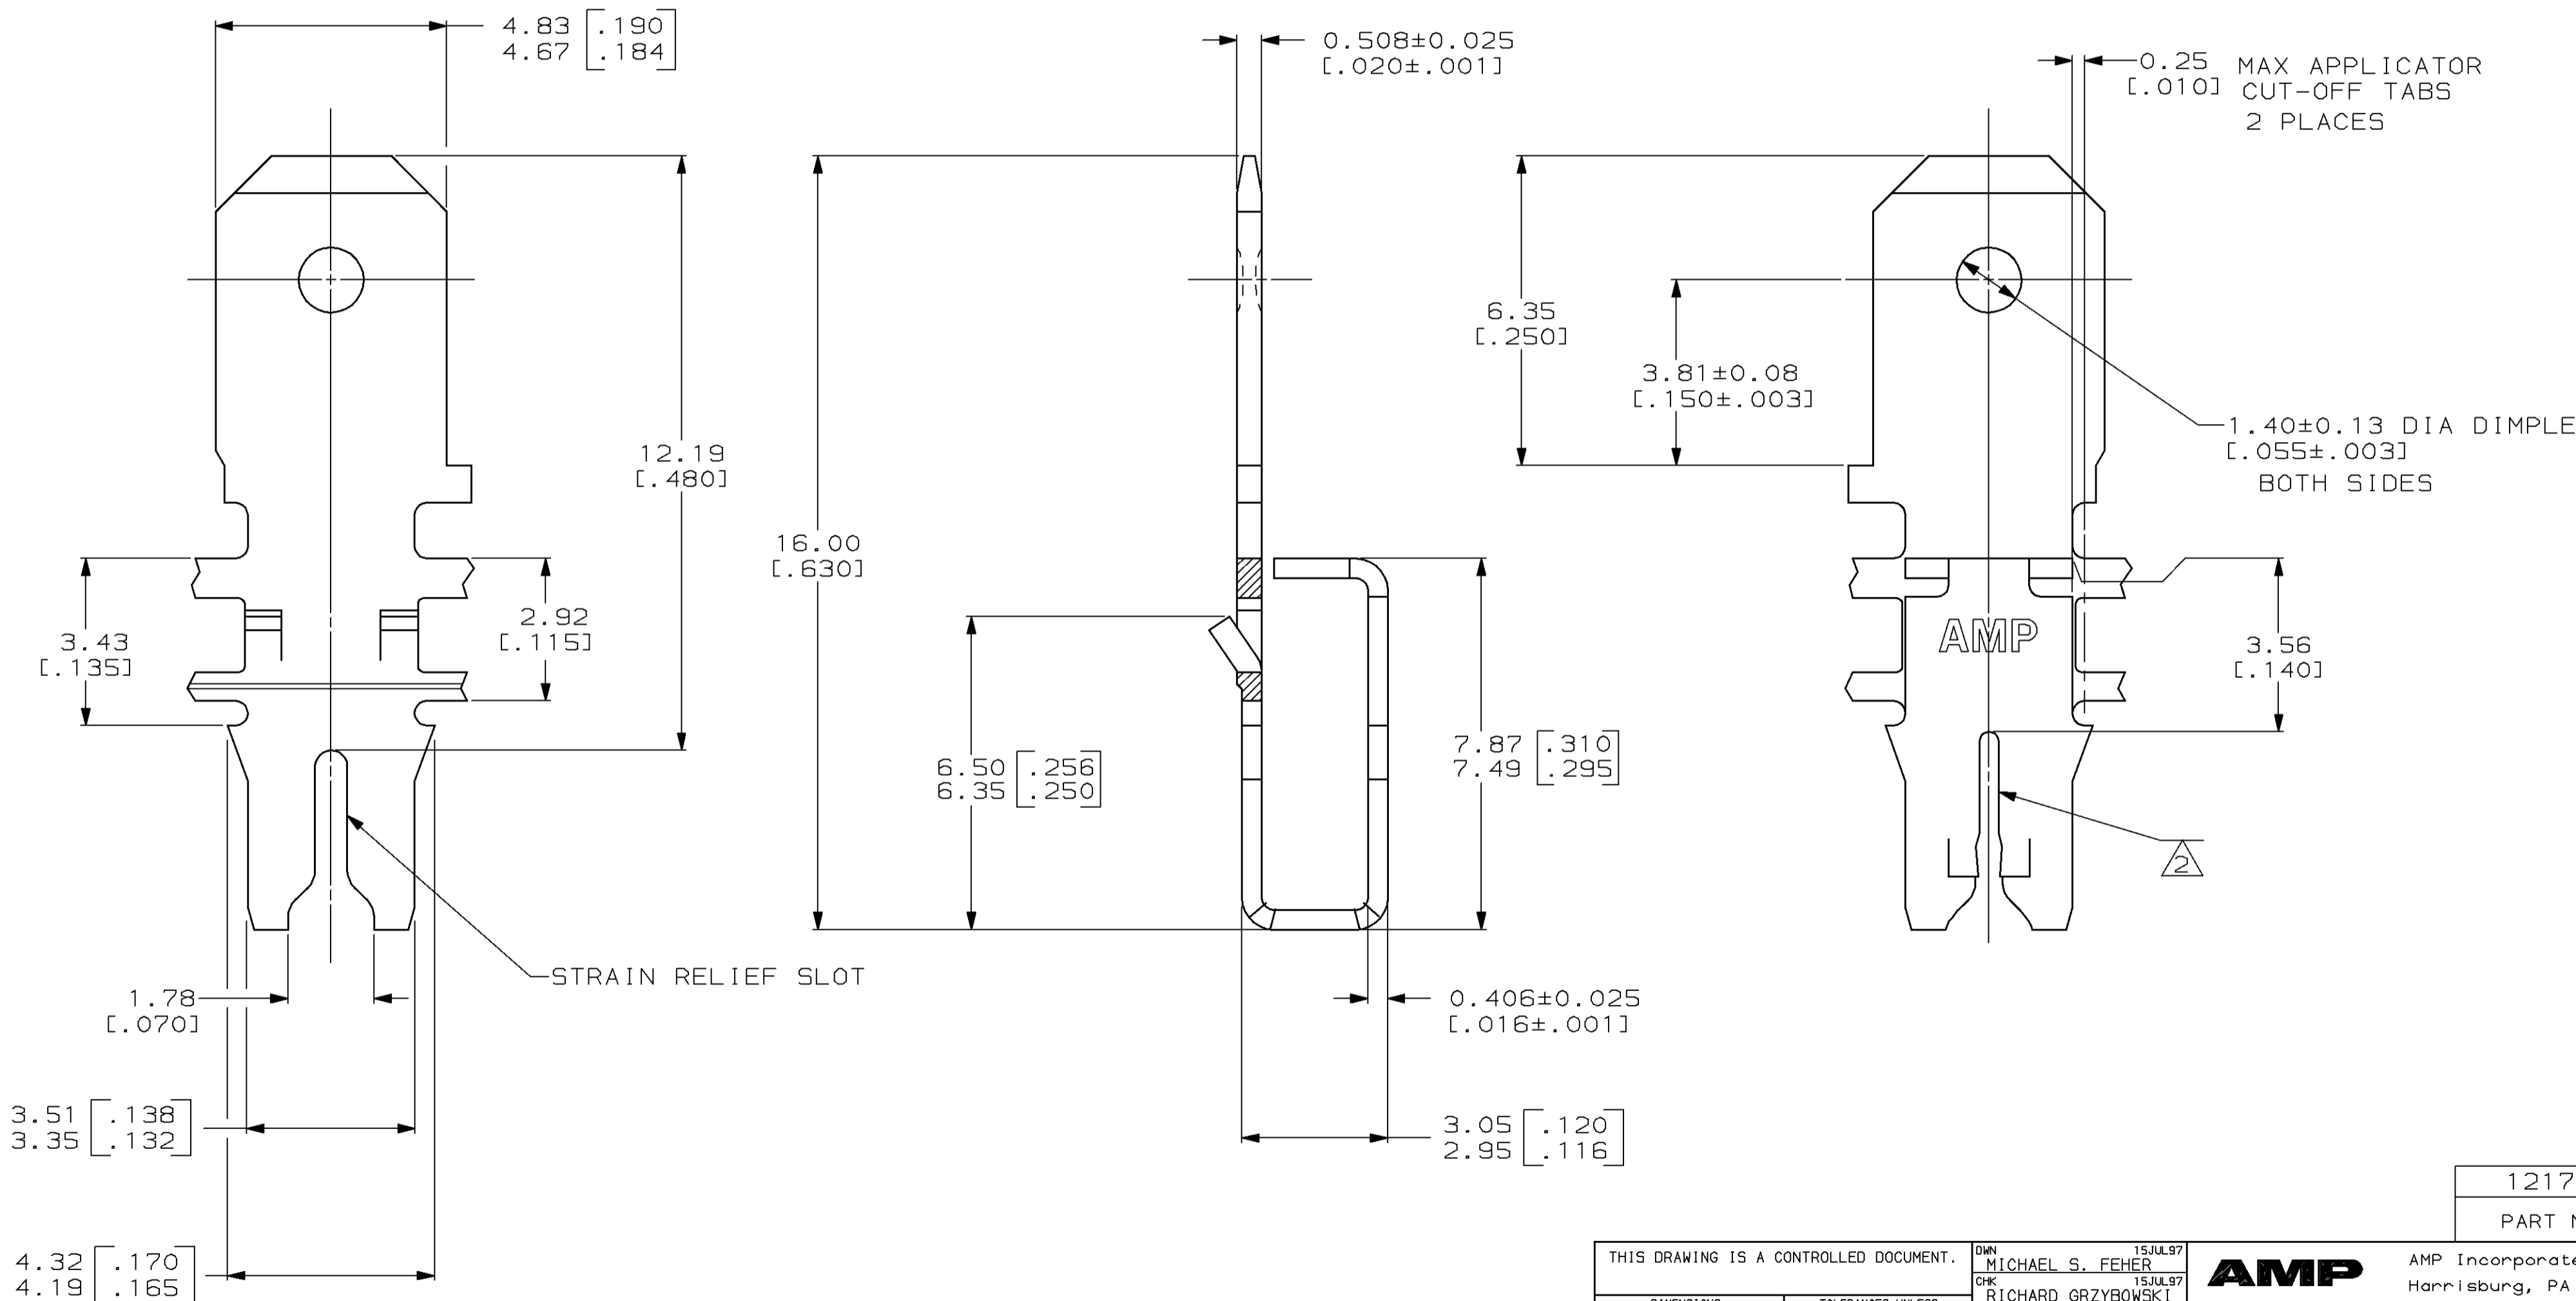 4.83 [.190
4.67 .184]
0.508±0.025
[.020±.001]
0.25
[.010]
MAX APPLICATOR
CUT-OFF TABS
2 PLACES
12.19
[.480]
16.00
[.630]
6.35
[.250]
3.81±0.08
[.150±.003]
1.40±0.13 DIA DIMPLE
[.055±.003]
BOTH SIDES
3.43
[.135]
2.92
[.115]
AMP
3.56
[.140]
6.50 [.256
6.35 .250]
7.87 [.310
7.49 .295]
2
STRAIN RELIEF SLOT
1.78
[.070]
0.406±0.025
[.016±.001]
3.51 [.138
3.35 .132]
3.05 [.120
2.95 .116]
4.32 [.170
4.19 .165
1217
PART N
THIS DRAWING IS A CONTROLLED DOCUMENT.
DWN 15JUL97
MICHAEL S. FEHER
CHK 15JUL97
RICHARD GRZYBOWSKI
AMP
AMP Incorporate
Harrisburg, PA